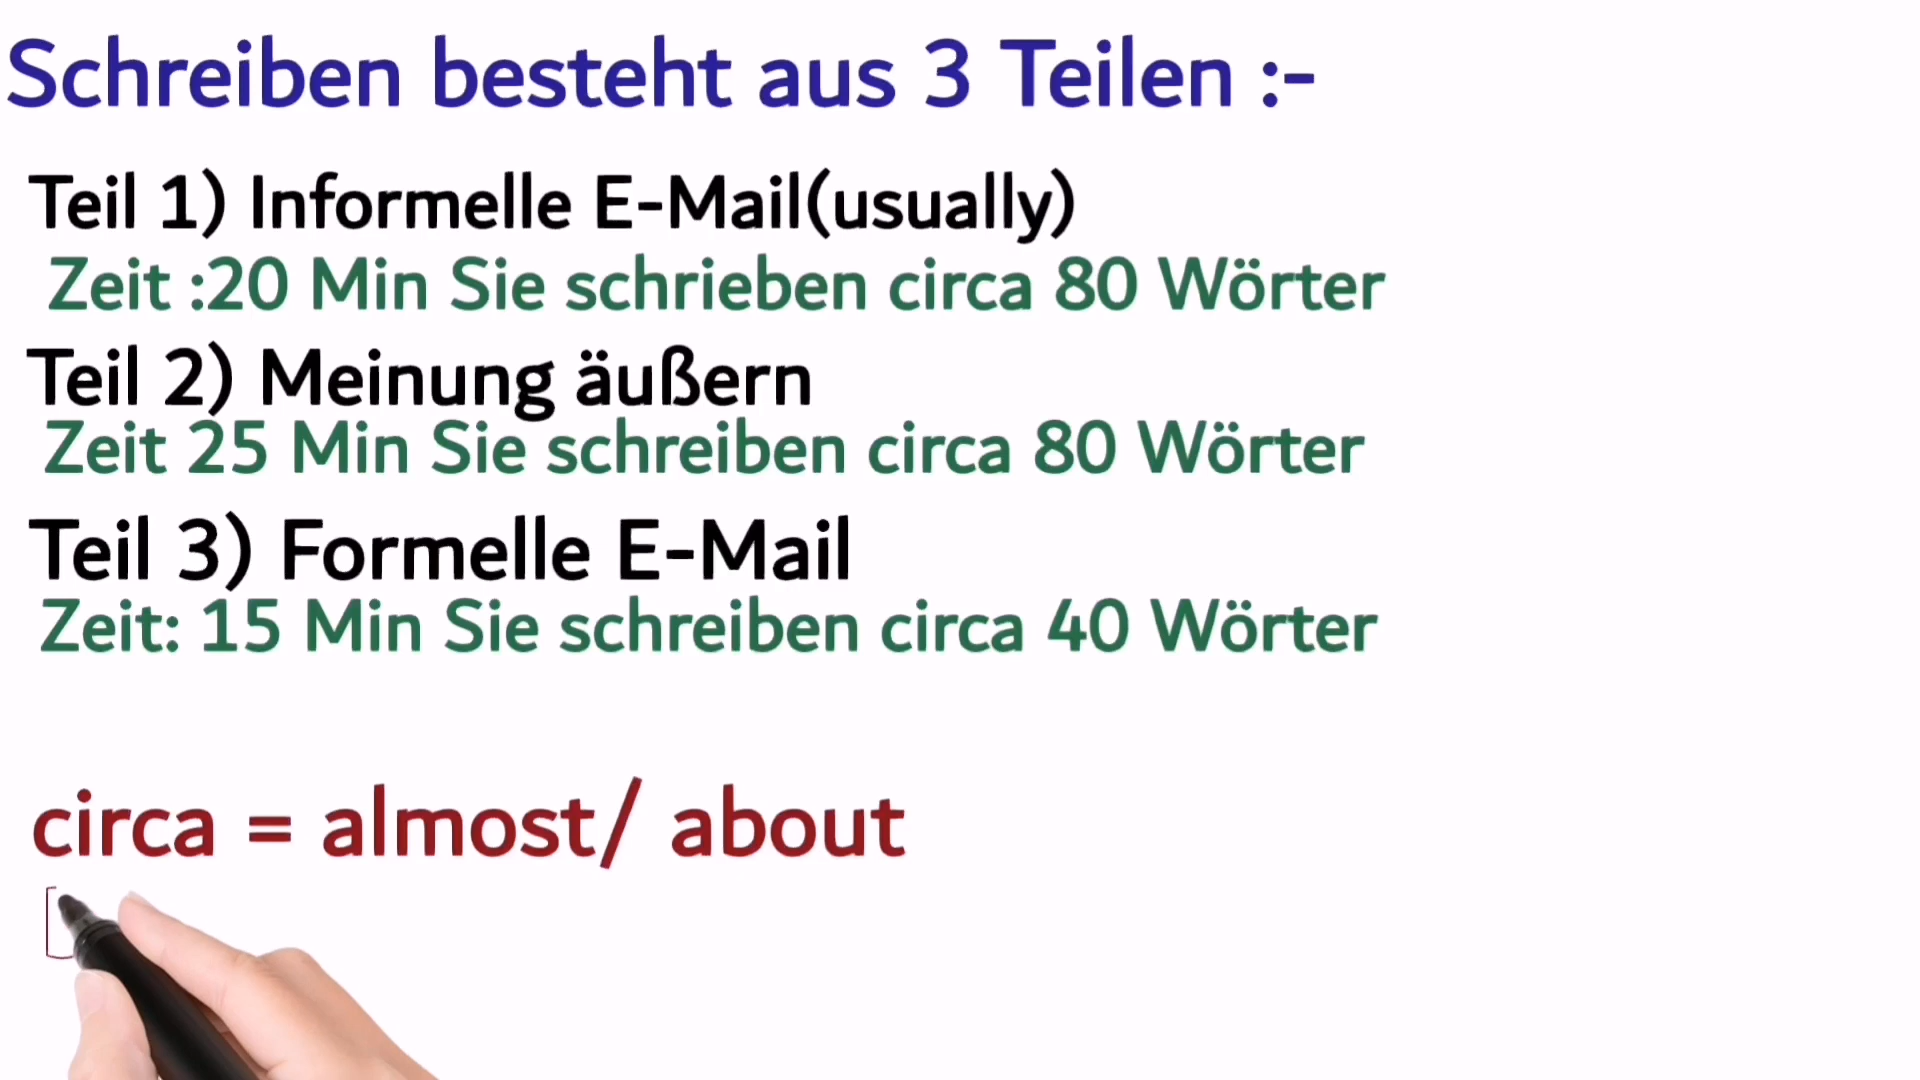 Schreiben besteht aus 3 Teilen :-
Teil 1) Informelle E-Mail(usually)
Zeit :20 Min Sie schrieben circa 80 Wörter
Teil 2) Meinung äußern
Zeit 25 Min Sie schreiben circa 80 Wörter
Teil 3) Formelle E-Mail
Zeit: 15 Min Sie schreiben circa 40 Wörter
circa = almost/ about